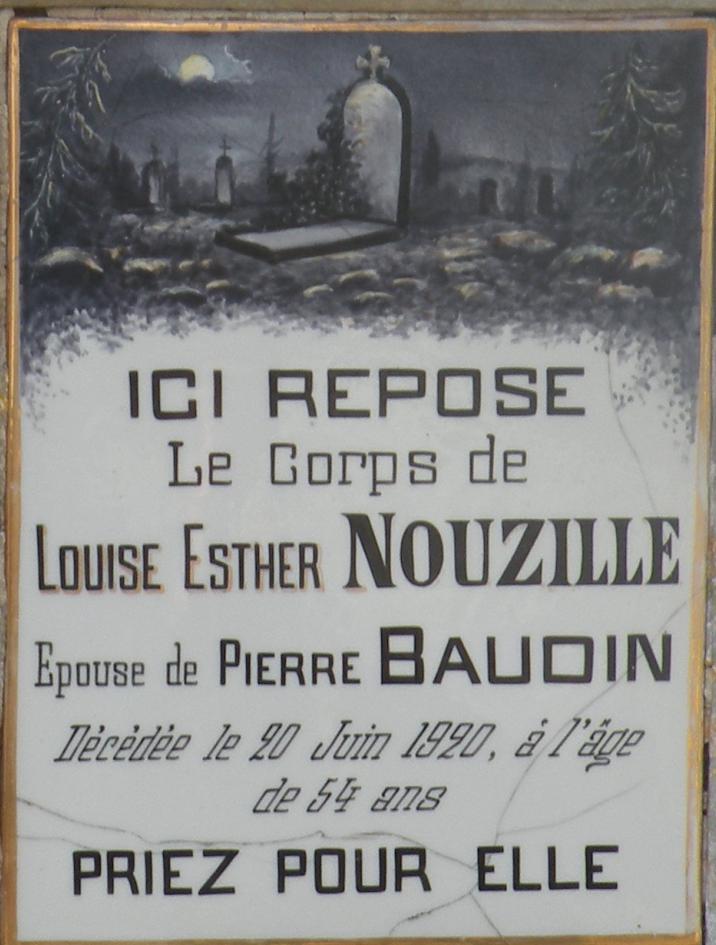 ICI REPOSE
Le Corps de
LOUISE ESTHER NOUZILLE
Epouse de PIERRE BAUDIN
Décédée le 20 Juin 1920, à l'âge
de 54 ans
PRIEZ POUR ELLE